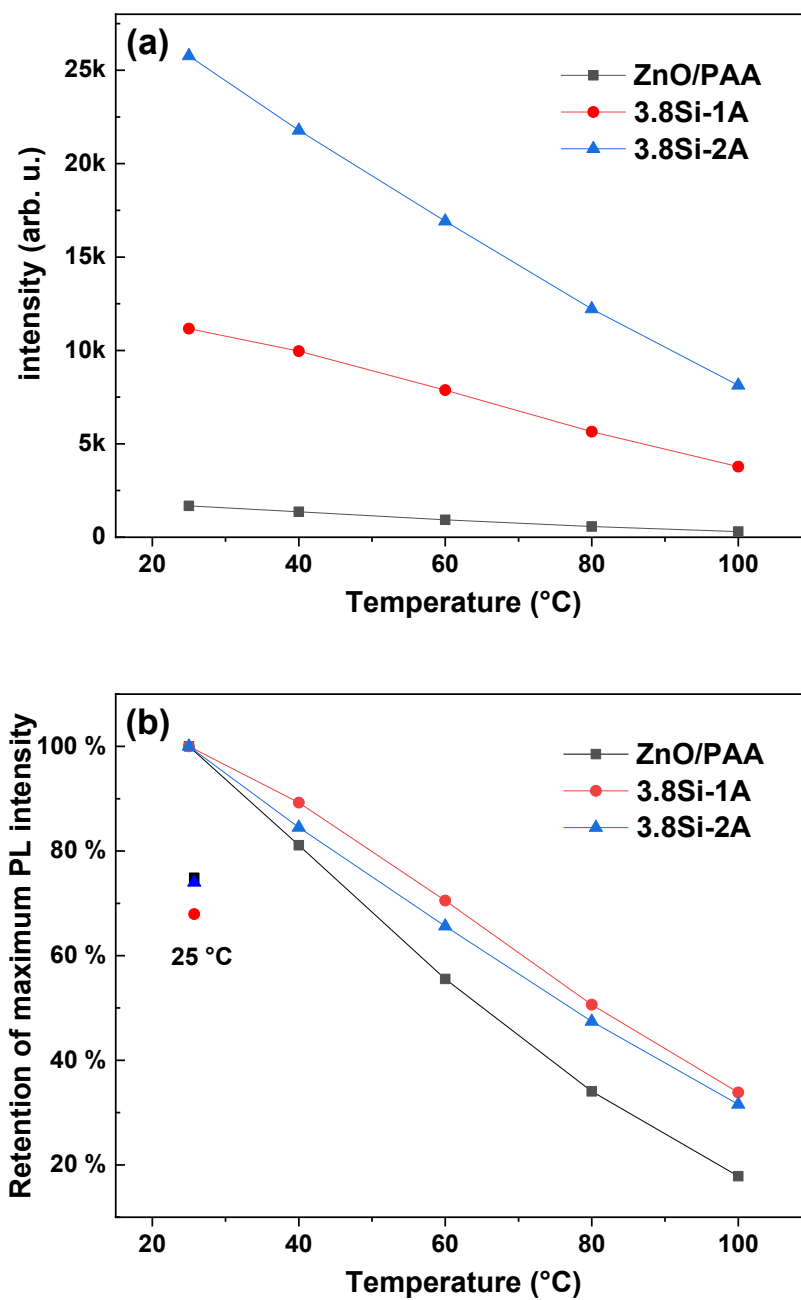 (a)
ZnO/PAA
3.8Si-1A
3.8Si-2A
25k
20k
15k
10k
5k
0
intensity (arb. u.)
20 40 60 80 100
Temperature (°C)
(b)
ZnO/PAA
3.8Si-1A
3.8Si-2A
100 %
80 %
60 %
40 %
20 %
25 °C
Retention of maximum PL intensity
20 40 60 80 100
Temperature (°C)